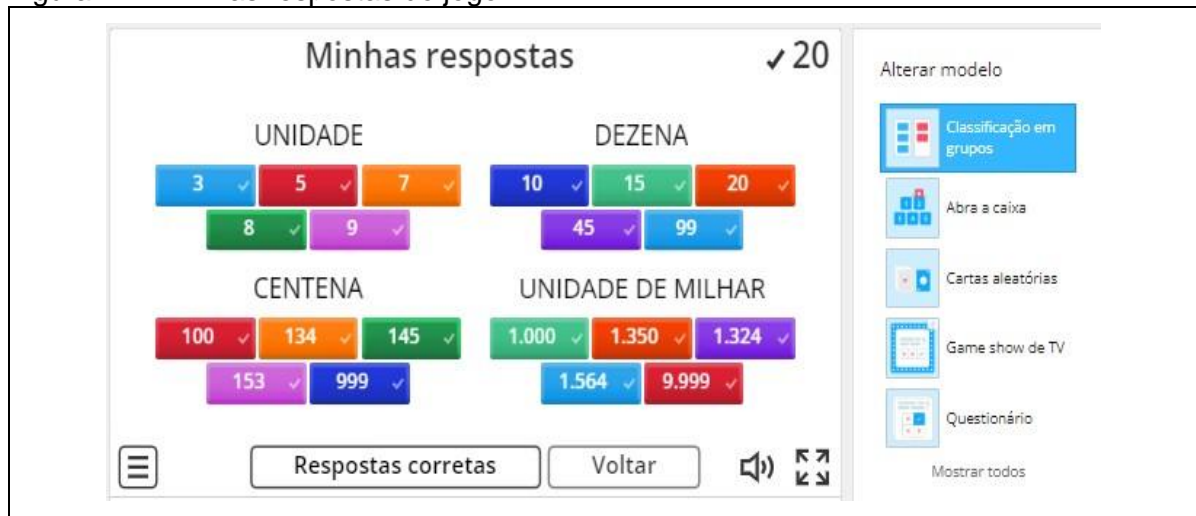 Minhas respostas
✓20
UNIDADE
3 ✓ 5 ✓ 7 ✓
8 ✓ 9 ✓
DEZENA
10 ✓ 15 ✓ 20 ✓
45 ✓ 99 ✓
CENTENA
100 ✓ 134 ✓ 145 ✓
153 ✓ 999 ✓
UNIDADE DE MILHAR
1.000 ✓ 1.350 ✓ 1.324 ✓
1.564 ✓ 9.999 ✓
Respostas corretas
Voltar
Alterar modelo
Classificação em
grupos
Abra a caixa
Cartas aleatórias
Game show de TV
Questionário
Mostrar todos